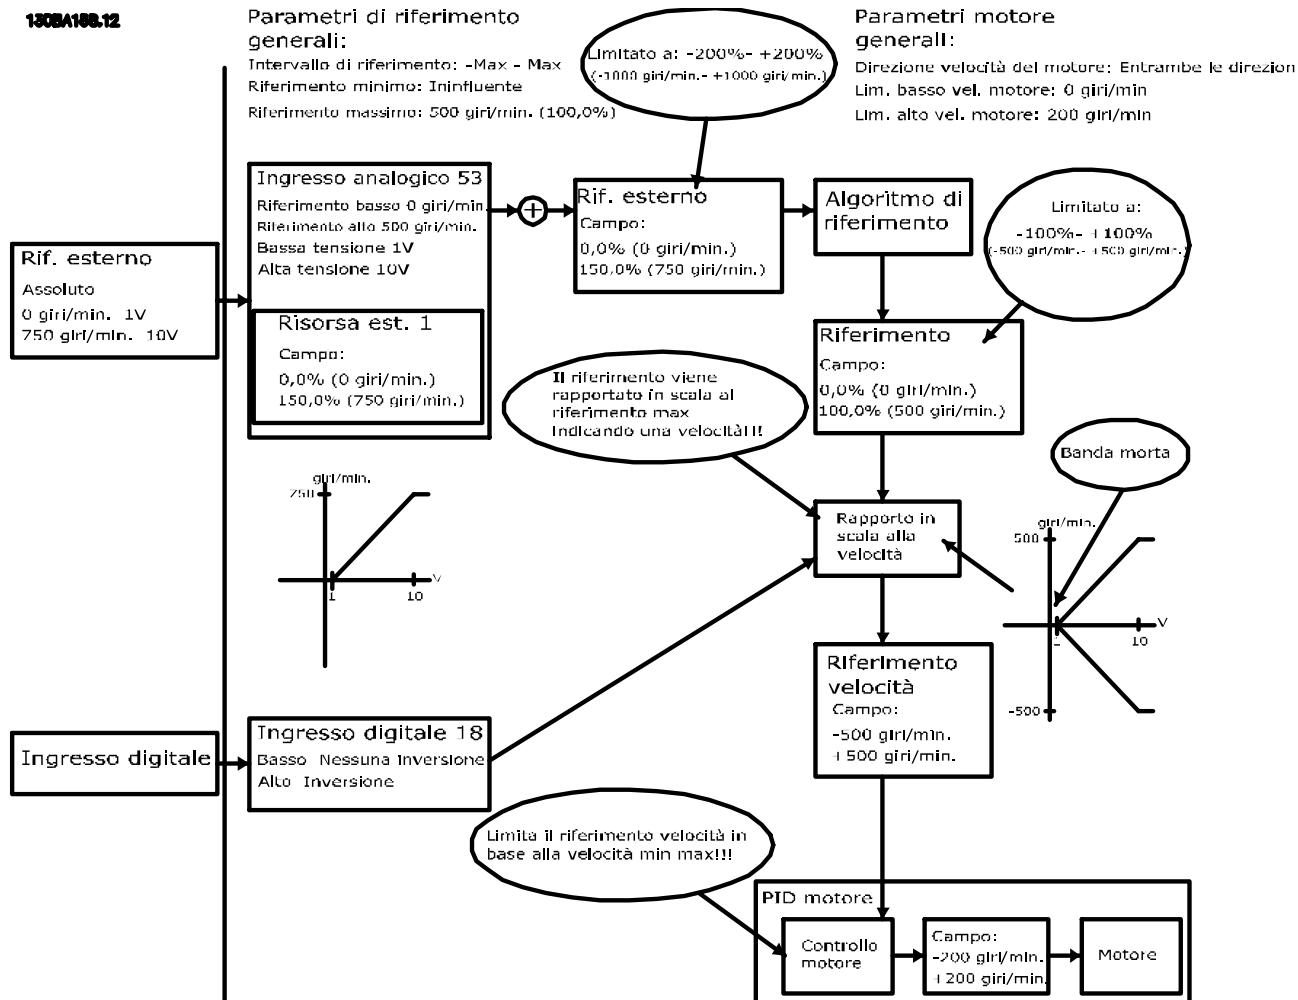 130BA188.12
Parametri di riferimento
generali:
Intervallo di riferimento: -Max - Max
Riferimento minimo: Ininfluente
Riferimento massimo: 500 giri/min. (100,0%)
Limitato a: -200%- +200%
(-1000 giri/min.- +1000 giri/min.)
Parametri motore
generali:
Direzione velocità del motore: Entrambe le direzion
Lim. basso vel. motore: 0 giri/min
Lim. alto vel. motore: 200 giri/min
Rif. esterno
Assoluto
0 giri/min. 1V
750 giri/min. 10V
Ingresso analogico 53
Riferimento basso 0 giri/min.
Riferimento alto 500 giri/min.
Bassa tensione 1V
Alta tensione 10V
Risorsa est. 1
Campo:
0,0% (0 giri/min.)
150,0% (750 giri/min.)
Rif. esterno
Campo:
0,0% (0 giri/min.)
150,0% (750 giri/min.)
Algoritmo di
riferimento
Limitato a:
-100%- +100%
(-500 giri/min.- +500 giri/min.)
Riferimento
Campo:
0,0% (0 giri/min.)
100,0% (500 giri/min.)
Il riferimento viene
rapportato in scala al
riferimento max
indicando una velocità!!!
Banda morta
giri/min.
750
V
1
10
Rapporto in
scala alla
velocità
giri/min.
500
V
1
10
-500
Riferimento
velocità
Campo:
-500 giri/min.
+500 giri/min.
Ingresso digitale
Ingresso digitale 18
Basso Nessuna inversione
Alto Inversione
Limita il riferimento velocità in
base alla velocità min max!!!
PID motore
Controllo
motore
Campo:
-200 giri/min.
+200 giri/min.
Motore